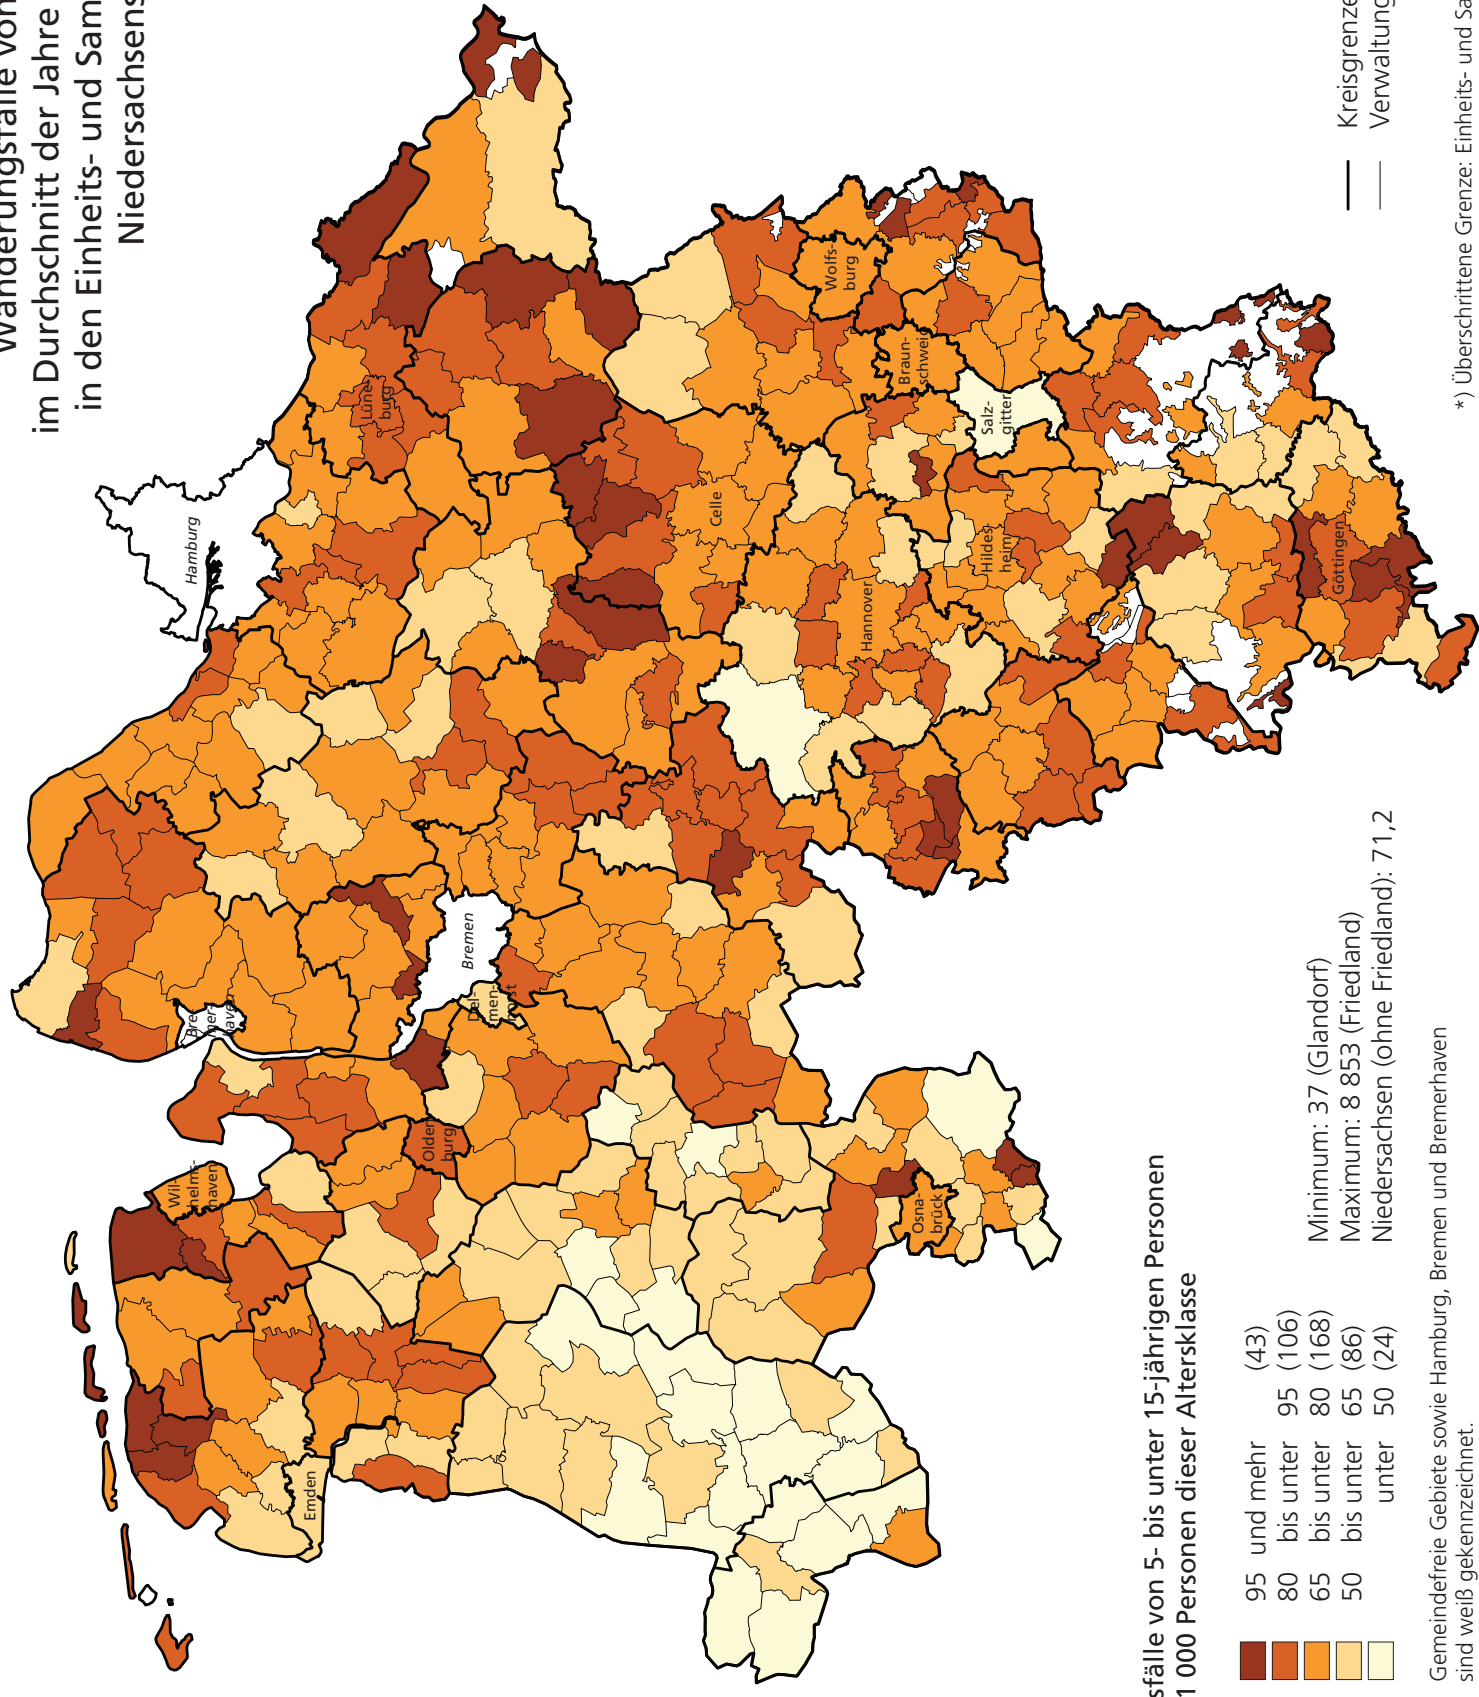 Wanderungsfälle von
im Durchschnitt der Jahre
in den Einheits- und Sam
Niedersachsens
Hamburg
Lüne-
burg
Wolfs-
burg
Braun-
schweig
Salz-
gitter
Celle
Hildes-
heim
Göttingen
Hannover
Bremen
Bre-
mer-
haven
Del-
men-
horst
Olden-
burg
Wil-
helms-
haven
Emden
Osna-
brück
Kreisgrenze
Verwaltung
*) Überschrittene Grenze: Einheits- und Sa
sfälle von 5- bis unter 15-jährigen Personen
1 000 Personen dieser Altersklasse
95 und mehr (43)
80 bis unter 95 (106)
65 bis unter 80 (168)
50 bis unter 65 (86)
unter 50 (24)
Minimum: 37 (Glandorf)
Maximum: 8 853 (Friedland)
Niedersachsen (ohne Friedland): 71,2
Gemeindefreie Gebiete sowie Hamburg, Bremen und Bremerhaven
sind weiß gekennzeichnet.